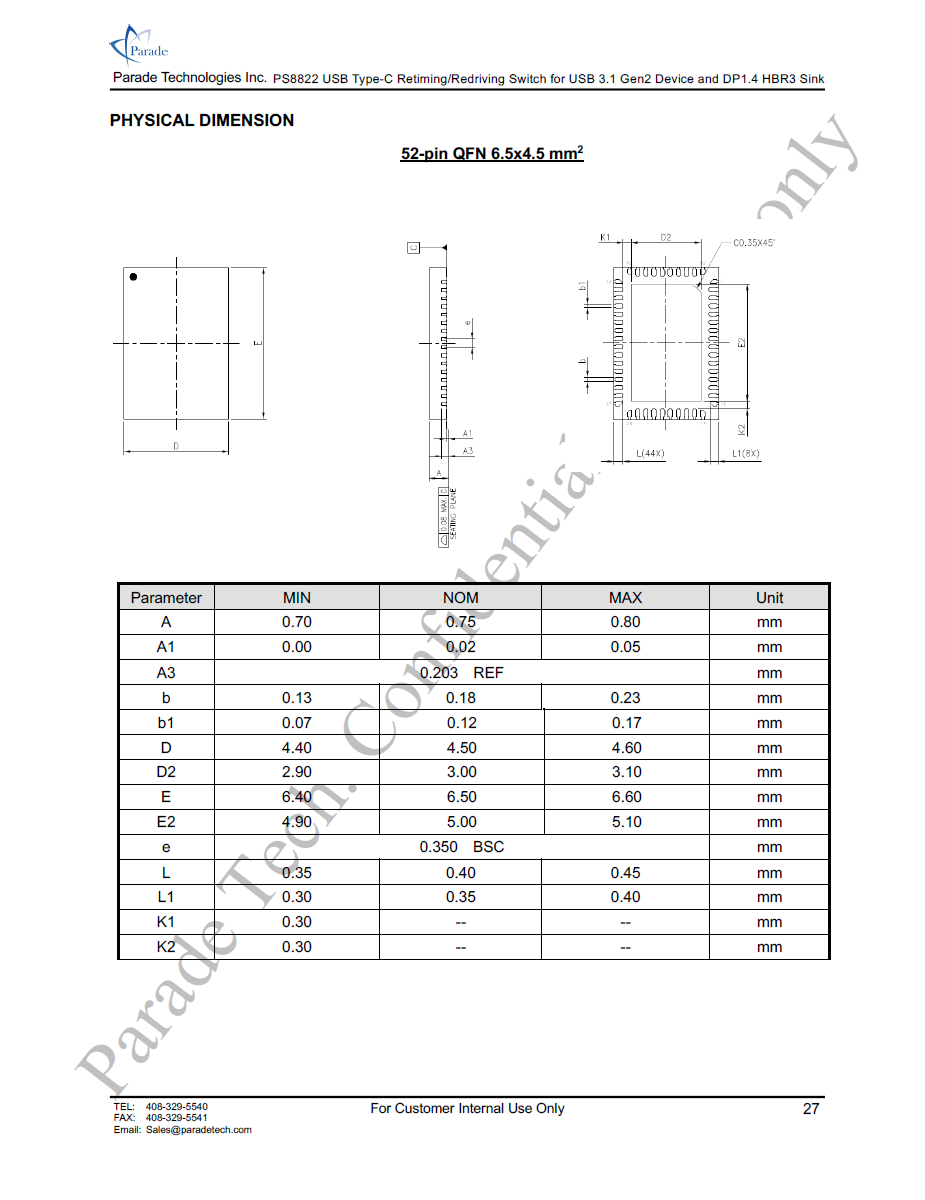 Parade
Parade Technologies Inc. PS8822 USB Type-C Retiming/Redriving Switch for USB 3.1 Gen2 Device and DP1.4 HBR3 Sink
PHYSICAL DIMENSION
52-pin QFN 6.5x4.5 mm2
Parade Tech. Confidential only
C
K1 D2 C0.35X45°
b1
e
E
E2
b
D
A1
A3
A
K2
L(44X) L1(8X)
0.08 MAX. C
SEATING PLANE
Parameter MIN NOM MAX Unit
A 0.70 0.75 0.80 mm
A1 0.00 0.02 0.05 mm
A3 0.203 REF mm
b 0.13 0.18 0.23 mm
b1 0.07 0.12 0.17 mm
D 4.40 4.50 4.60 mm
D2 2.90 3.00 3.10 mm
E 6.40 6.50 6.60 mm
E2 4.90 5.00 5.10 mm
e 0.350 BSC mm
L 0.35 0.40 0.45 mm
L1 0.30 0.35 0.40 mm
K1 0.30 -- -- mm
K2 0.30 -- -- mm
TEL: 408-329-5540
FAX: 408-329-5541
Email: Sales@paradetech.com
For Customer Internal Use Only
27